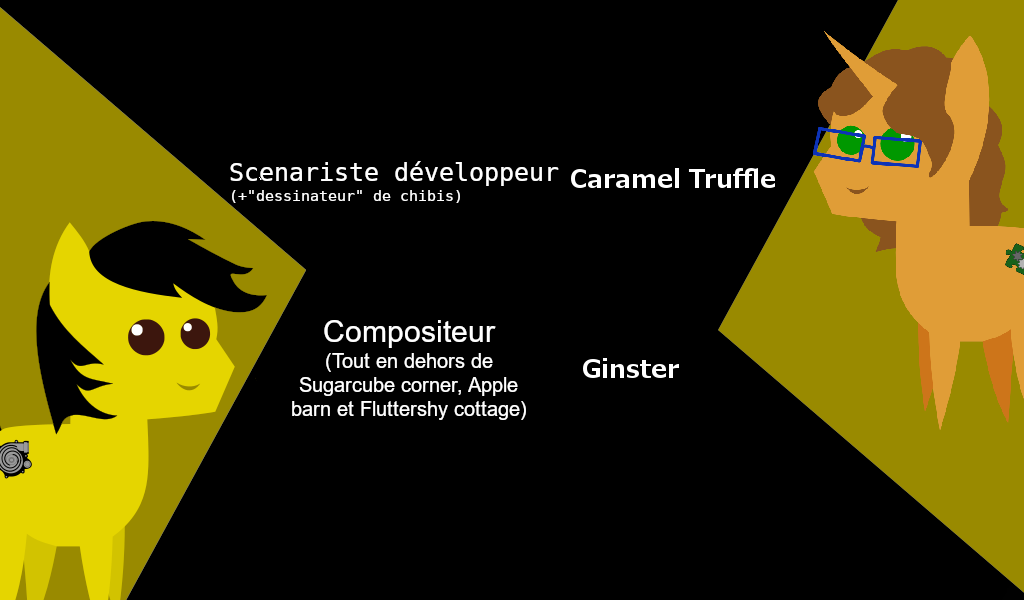 Scenariste développeur
(+"dessinateur" de chibis)
Caramel Truffle
Compositeur
(Tout en dehors de
Sugarcube corner, Apple
barn et Fluttershy cottage)
Ginster